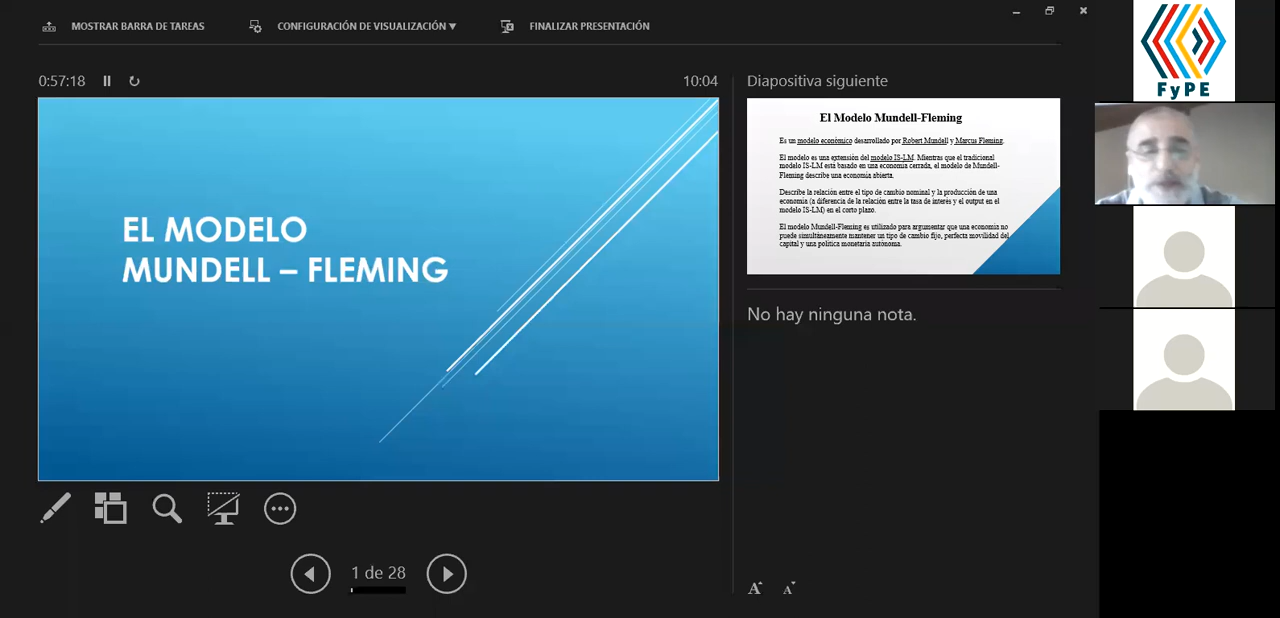 MOSTRAR BARRA DE TAREAS
CONFIGURACIÓN DE VISUALIZACIÓN ▼
FINALIZAR PRESENTACIÓN
0:57:18
10:04
EL MODELO
MUNDELL – FLEMING
1 de 28
Diapositiva siguiente
El Modelo Mundell-Fleming
Es un modelo económico desarrollado por Robert Mundell y Marcus Fleming.
El modelo es una extensión del modelo IS-LM. Mientras que el tradicional
modelo IS-LM está basado en una economía cerrada, el modelo de Mundell-
Fleming describe una economía abierta.
Describe la relación entre el tipo de cambio nominal y la producción de una
economía (a diferencia de la relación entre la tasa de interés y el output en el
modelo IS-LM) en el corto plazo.
El modelo Mundell-Fleming es utilizado para argumentar que una economía no
puede simultáneamente mantener un tipo de cambio fijo, perfecta movilidad del
capital y una política monetaria autónoma.
No hay ninguna nota.
A A
FyPE